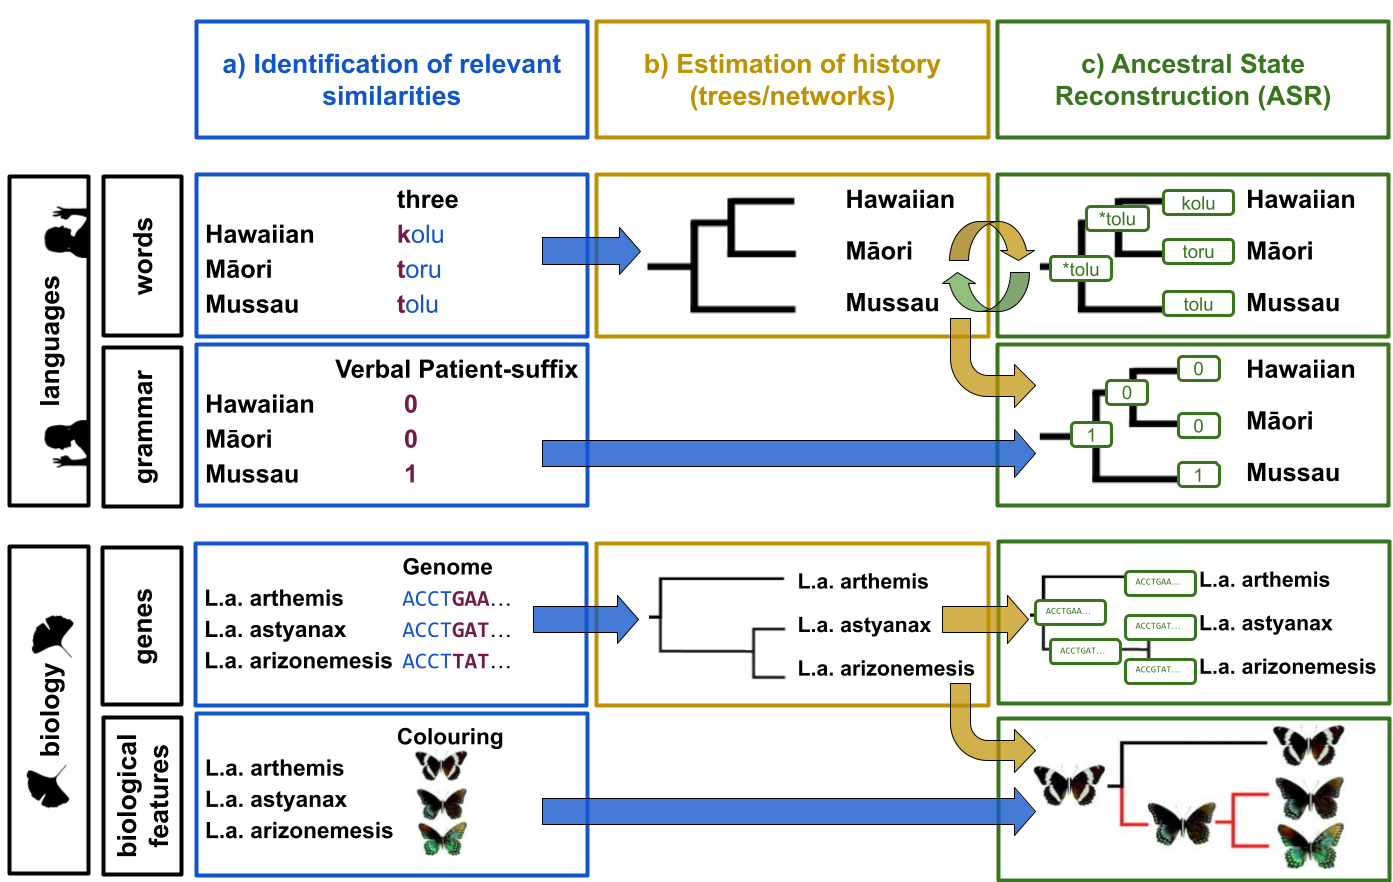 a) Identification of relevant
similarities
b) Estimation of history
(trees/networks)
c) Ancestral State
Reconstruction (ASR)
languages
words
three
Hawaiian kolu
Māori toru
Mussau tolu
Hawaiian
Māori
Mussau
*tolu
*tolu
kolu Hawaiian
toru Māori
tolu Mussau
grammar
Verbal Patient-suffix
Hawaiian 0
Māori 0
Mussau 1
1
0
0 Hawaiian
0 Māori
1 Mussau
biology
genes
Genome
L.a. arthemis ACCTGAA...
L.a. astyanax ACCTGAT...
L.a. arizonemesis ACCTTAT...
L.a. arthemis
L.a. astyanax
L.a. arizonemesis
ACCTGAA...
ACCTGAT...
ACCTGAA... L.a. arthemis
ACCTGAT... L.a. astyanax
ACCGTAT... L.a. arizonemesis
biological
features
Colouring
L.a. arthemis
L.a. astyanax
L.a. arizonemesis